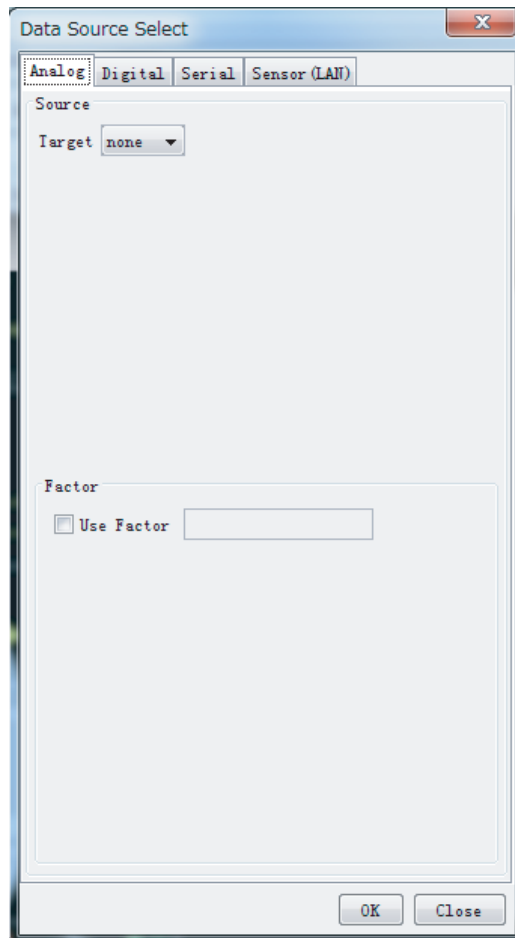 Data Source Select
Analog Digital Serial Sensor(LAN)
Source
Target none
Factor
Use Factor
OK Close